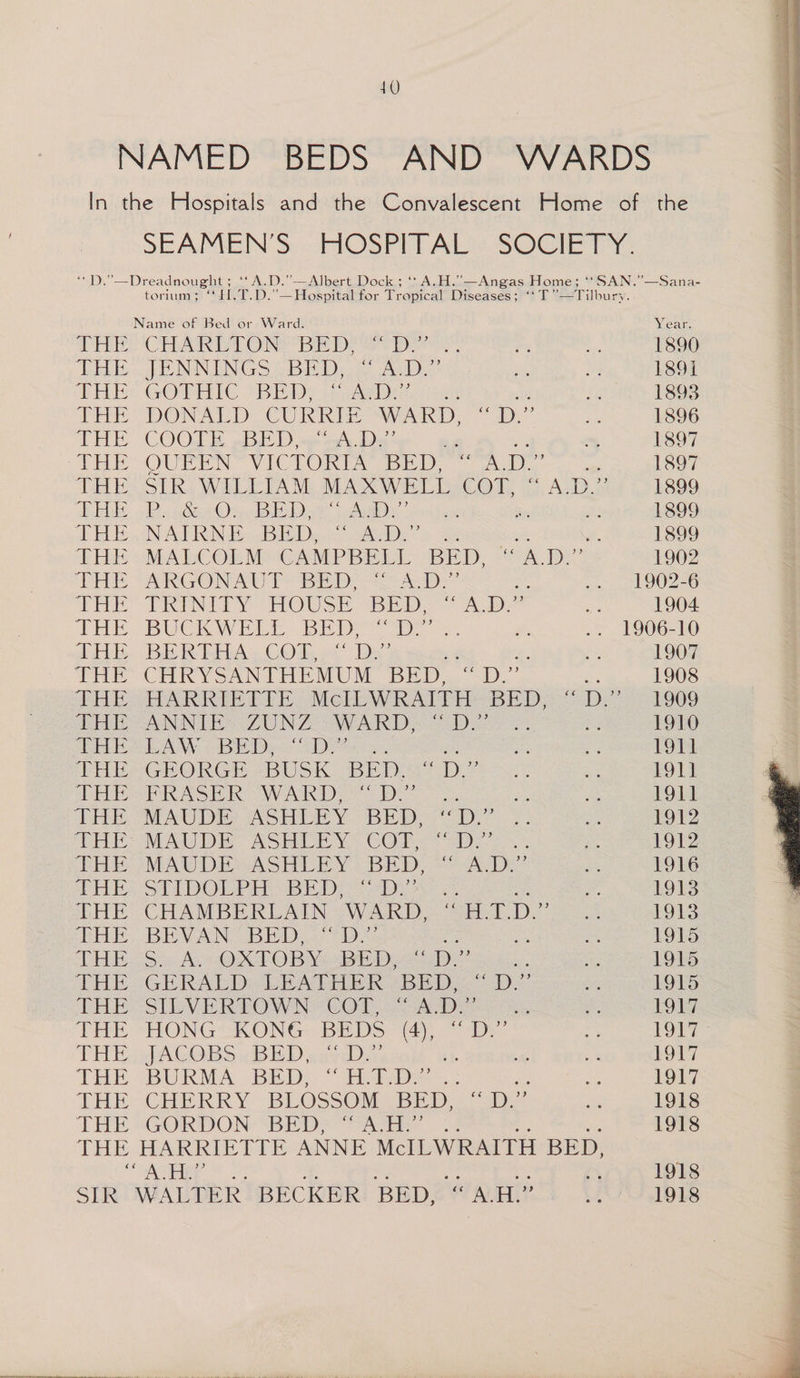 40
NAMED BEDS AND WARDS
In the Hospitals and the Convalescent Home of the
SEAMEN'S HOSPITAL SOCIETY.
“D.”—Dreadnought; “A.D.”—Albert Dock; “A.H.”—Angas Home; “SAN.”—Sana-
torium; “H.T.D.”—Hospital for Tropical Diseases; “T”—Tilbury.
Name of Bed or Ward. Year.
THE CHARLTON BED, “D.” .. .. .. 1890
THE JENNINGS BED, “A.D.” .. .. 1891
THE GOTHIC BED, “A.D.” .. .. .. 1893
THE DONALD CURRIE WARD, “D.” .. 1896
THE COOTE BED, “A.D.” .. .. .. 1897
THE QUEEN VICTORIA BED, “A.D.” .. 1897
THE SIR WILLIAM MAXWELL COT, “A.D.” 1899
THE P. & O. BED, “A.D.” .. .. .. 1899
THE NAIRNE BED, “A.D.” .. .. .. 1899
THE MALCOLM CAMPBELL BED, “A.D.” 1902
THE ARGONAUT BED, “A.D.” .. .. 1902-6
THE TRINITY HOUSE BED, “A.D.” .. 1904
THE BUCKWELL BED, “D.” .. .. .. 1906-10
THE BERTHA COT, “D.” .. .. .. 1907
THE CHRYSANTHEMUM BED, “D.” .. 1908
THE HARRIETTE McILWRAITH BED, “D.” 1909
THE ANNIE ZUNZ WARD, “D.” .. .. 1910
THE LAW BED, “D.” .. .. .. .. 1911
THE GEORGE BUSK BED, “D.” .. .. 1911
THE FRASER WARD, “D.” .. .. .. 1911
THE MAUDE ASHLEY BED, “D.” .. .. 1912
THE MAUDE ASHLEY COT, “D.” .. .. 1912
THE MAUDE ASHLEY BED, “A.D.” .. 1916
THE STIDOLPH BED, “D.” .. .. .. 1913
THE CHAMBERLAIN WARD, “H.T.D.” .. 1913
THE BEVAN BED, “D.” .. .. .. 1915
THE S. A. OXTOBY BED, “D.” .. .. 1915
THE GERALD LEATHER BED, “D.” .. 1915
THE SILVERTOWN COT, “A.D.” .. .. 1917
THE HONG KONG BEDS (4), “D.” .. 1917
THE JACOBS BED, “D.” .. .. .. 1917
THE BURMA BED, “H.T.D.” .. .. .. 1917
THE CHERRY BLOSSOM BED, “D.” .. 1918
THE GORDON BED, “A.H.” .. .. 1918
THE HARRIETTE ANNE McILWRAITH BED,
“A.H.” .. .. .. .. .. 1918
SIR WALTER BECKER BED, “A.H.” .. 1918